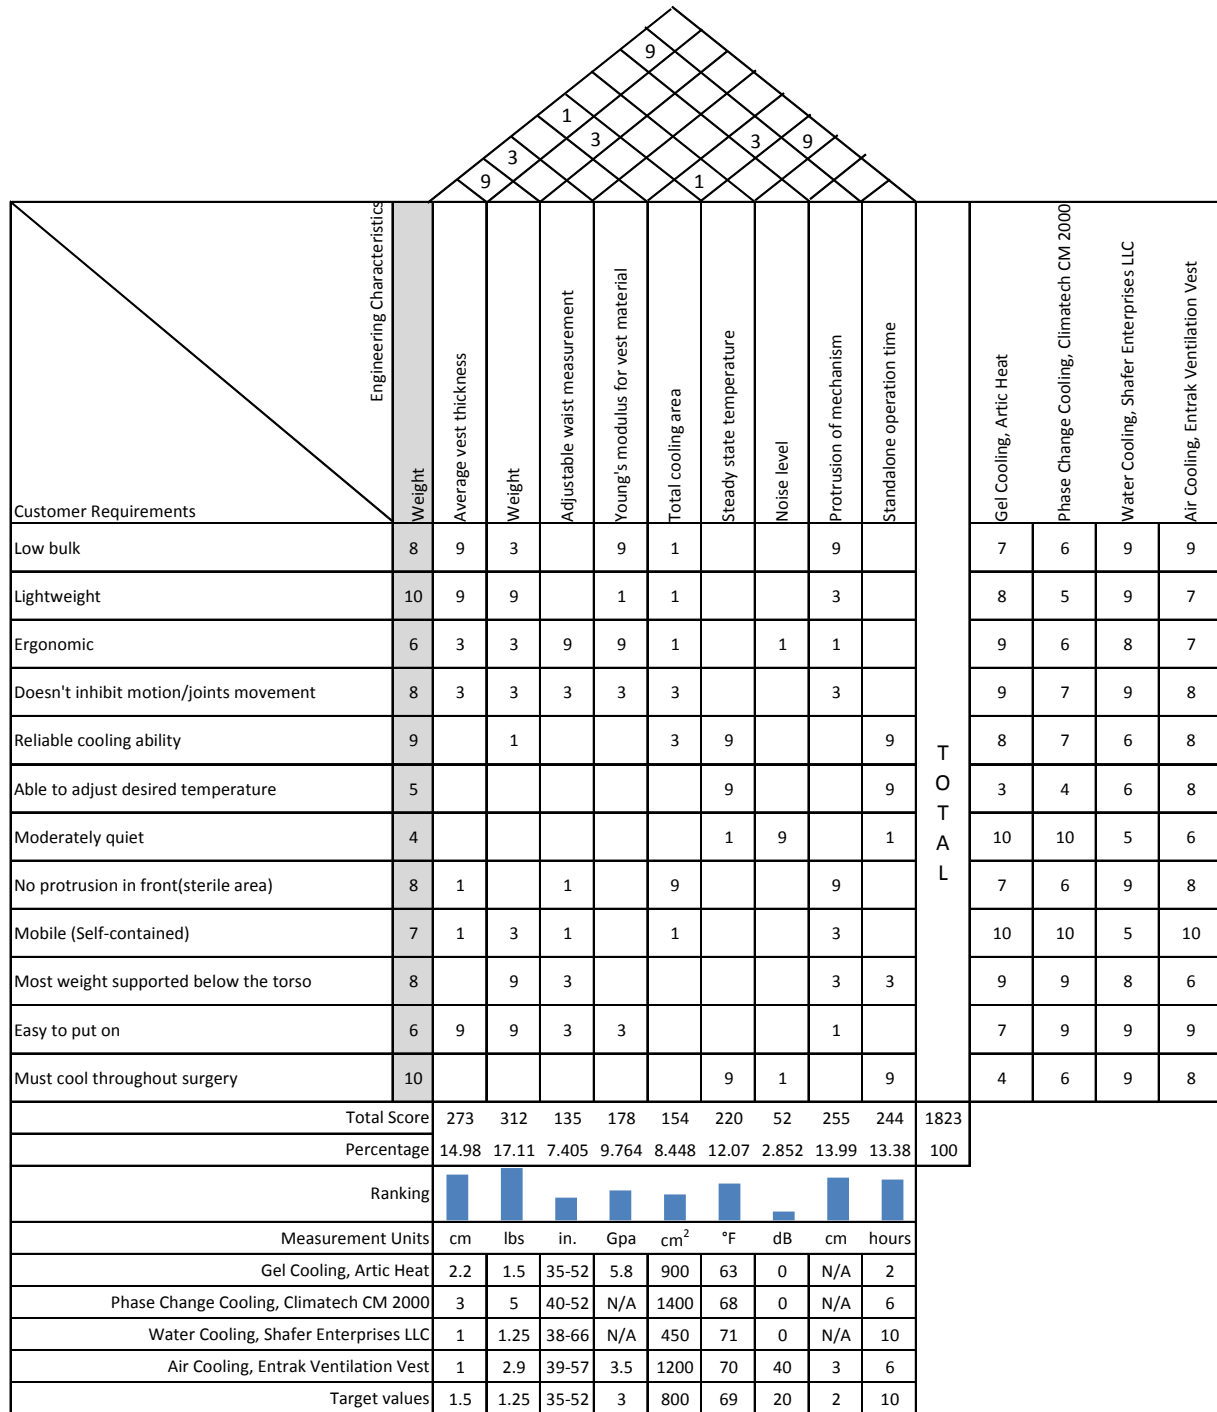 9
1
3
3
9
3
9
1
Engineering Characteristics
Customer Requirements
Weight
Average vest thickness
Weight
Adjustable waist measurement
Young's modulus for vest material
Total cooling area
Steady state temperature
Noise level
Protrusion of mechanism
Standalone operation time
TOTAL
Gel Cooling, Artic Heat
Phase Change Cooling, Climatech CM 2000
Water Cooling, Shafer Enterprises LLC
Air Cooling, Entrak Ventilation Vest
Low bulk 8 9 3 9 1 9 7 6 9 9
Lightweight 10 9 9 1 1 3 8 5 9 7
Ergonomic 6 3 3 9 9 1 1 1 9 6 8 7
Doesn't inhibit motion/joints movement 8 3 3 3 3 3 3 9 7 9 8
Reliable cooling ability 9 1 3 9 9 8 7 6 8
Able to adjust desired temperature 5 9 9 3 4 6 8
Moderately quiet 4 1 9 1 10 10 5 6
No protrusion in front(sterile area) 8 1 1 9 9 7 6 9 8
Mobile (Self-contained) 7 1 3 1 1 3 10 10 5 10
Most weight supported below the torso 8 9 3 3 3 9 9 8 6
Easy to put on 6 9 9 3 3 1 7 9 9 9
Must cool throughout surgery 10 9 1 9 4 6 9 8
Total Score 273 312 135 178 154 220 52 255 244 1823
Percentage 14.98 17.11 7.405 9.764 8.448 12.07 2.852 13.99 13.38 100
Ranking
Measurement Units cm lbs in. Gpa cm² °F dB cm hours
Gel Cooling, Artic Heat 2.2 1.5 35-52 5.8 900 63 0 N/A 2
Phase Change Cooling, Climatech CM 2000 3 5 40-52 N/A 1400 68 0 N/A 6
Water Cooling, Shafer Enterprises LLC 1 1.25 38-66 N/A 450 71 0 N/A 10
Air Cooling, Entrak Ventilation Vest 1 2.9 39-57 3.5 1200 70 40 3 6
Target values 1.5 1.25 35-52 3 800 69 20 2 10